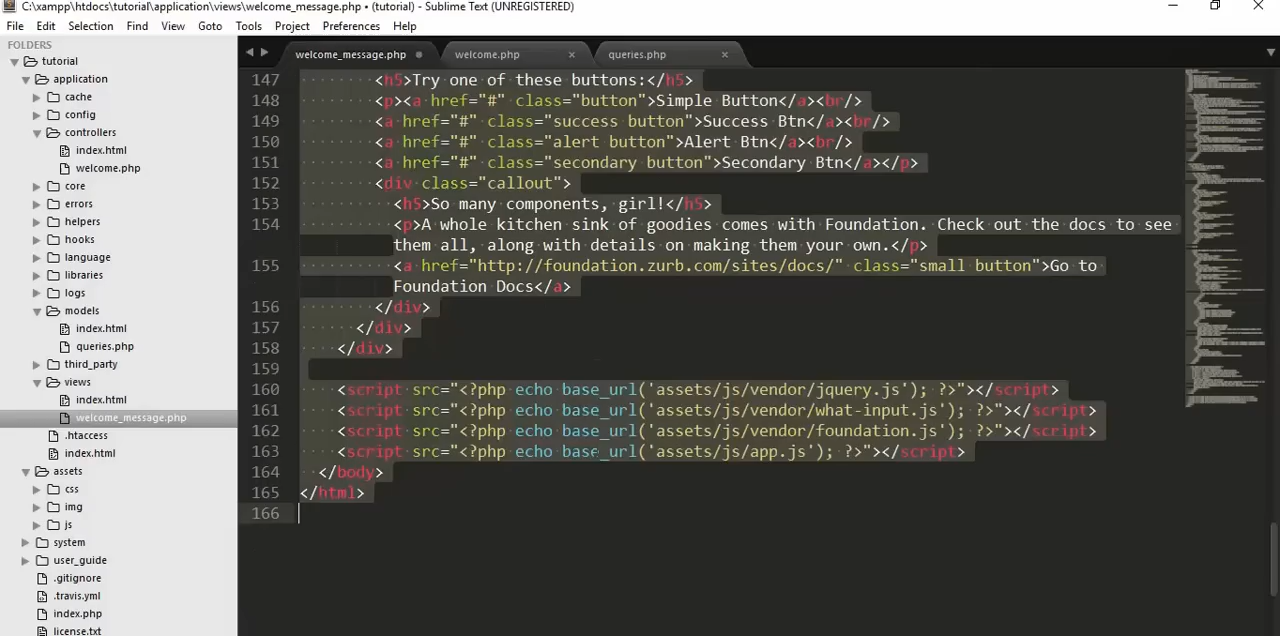 C:\xampp\htdocs\tutorial\application\views\welcome_message.php • (tutorial) - Sublime Text (UNREGISTERED)
File Edit Selection Find View Goto Tools Project Preferences Help
FOLDERS
tutorial
application
cache
config
controllers
index.html
welcome.php
core
errors
helpers
hooks
language
libraries
logs
models
index.html
queries.php
third_party
views
index.html
welcome_message.php
.htaccess
index.html
assets
css
img
js
system
user_guide
.gitignore
.travis.yml
index.php
license.txt
welcome_message.php welcome.php queries.php
147 <h5>Try one of these buttons:</h5>
148 <p><a href="#" class="button">Simple Button</a><br/>
149 <a href="#" class="success button">Success Btn</a><br/>
150 <a href="#" class="alert button">Alert Btn</a><br/>
151 <a href="#" class="secondary button">Secondary Btn</a></p>
152 <div class="callout">
153 <h5>So many components, girl!</h5>
154 <p>A whole kitchen sink of goodies comes with Foundation. Check out the docs to see
them all, along with details on making them your own.</p>
155 <a href="http://foundation.zurb.com/sites/docs/" class="small button">Go to
Foundation Docs</a>
156 </div>
157 </div>
158 </div>
159
160 <script src="<?php echo base_url('assets/js/vendor/jquery.js'); ?>"></script>
161 <script src="<?php echo base_url('assets/js/vendor/what-input.js'); ?>"></script>
162 <script src="<?php echo base_url('assets/js/vendor/foundation.js'); ?>"></script>
163 <script src="<?php echo base_url('assets/js/app.js'); ?>"></script>
164 </body>
165 </html>
166